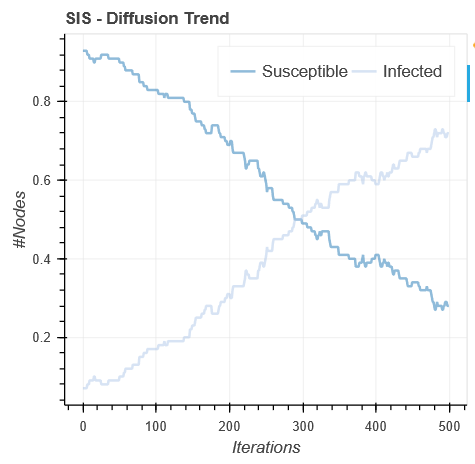 SIS - Diffusion Trend
Susceptible Infected
#Nodes
0.8
0.6
0.4
0.2
0 100 200 300 400 500
Iterations